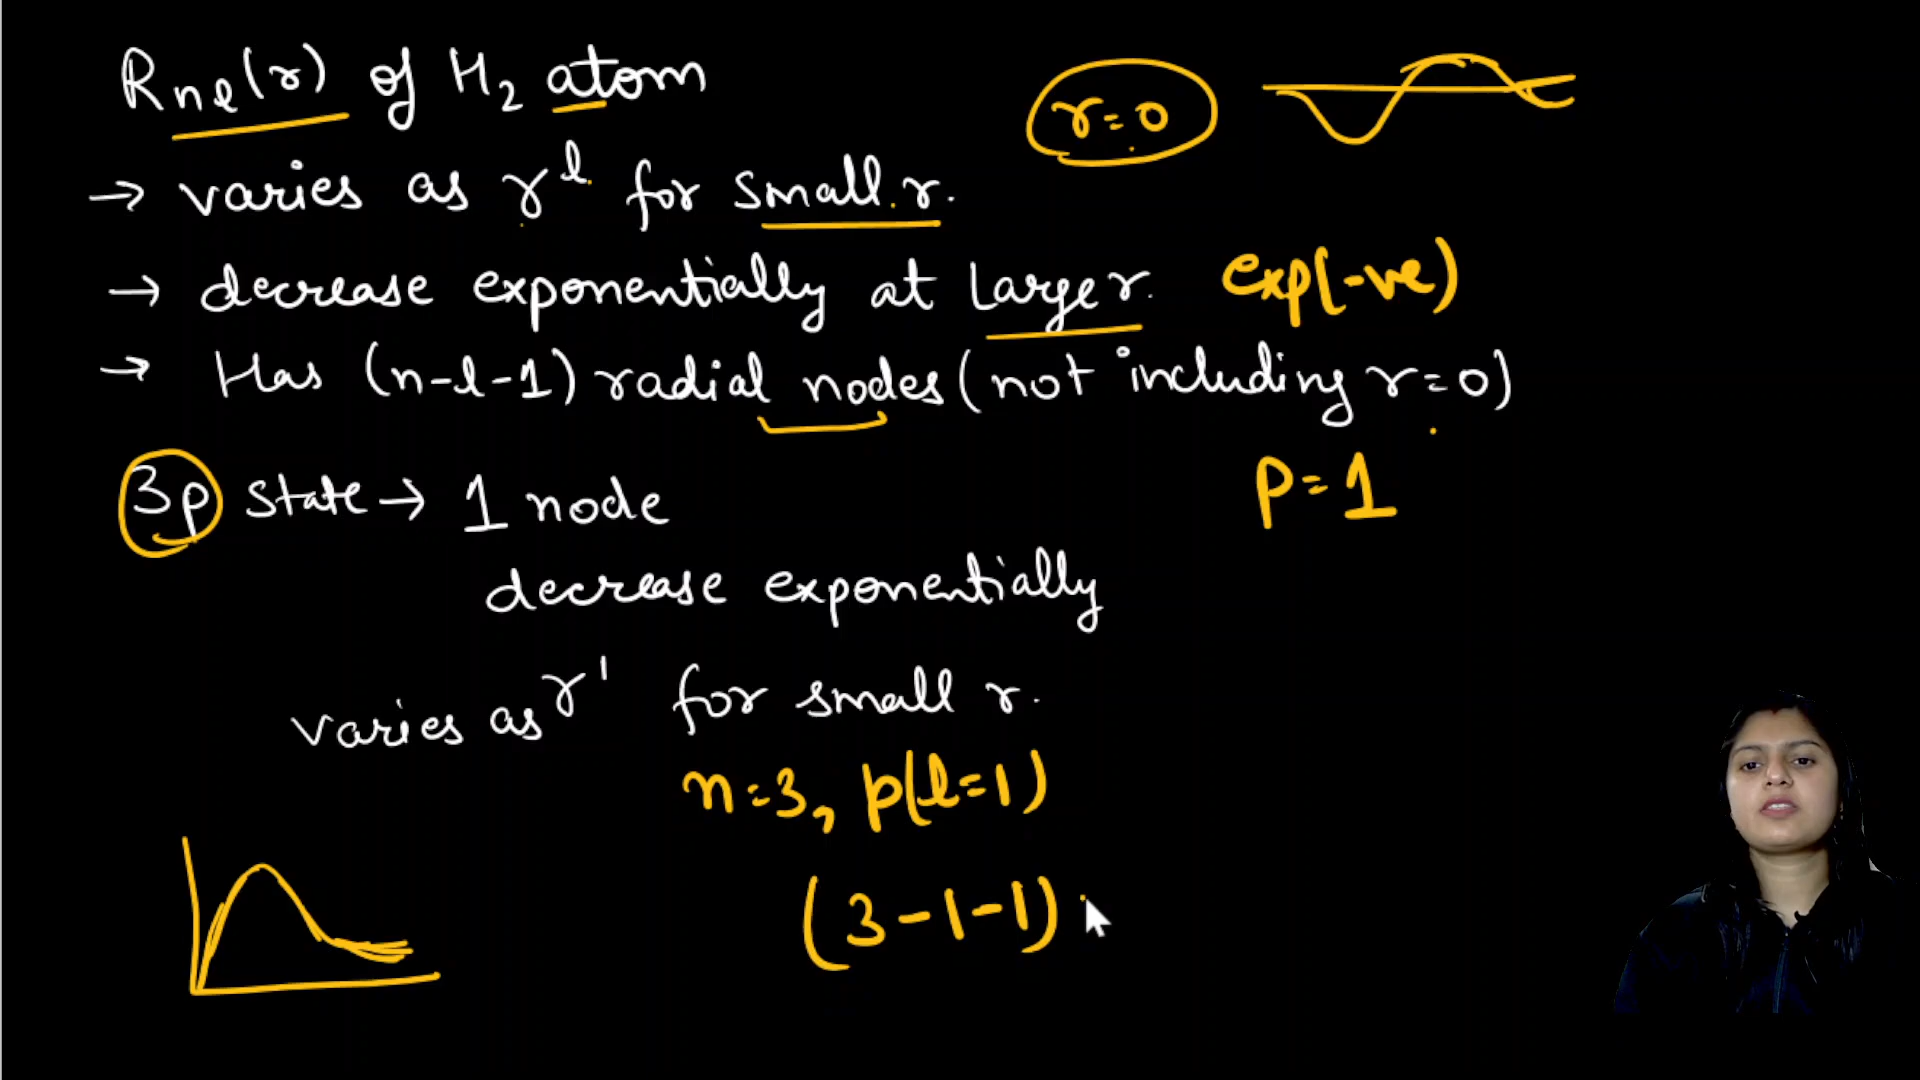 Rnl(r) of H2 atom
r=0
→ varies as r^l for small r.
→ decrease exponentially at large r. exp(-ve)
→ Has (n-l-1) radial nodes (not including r=0)
3p state → 1 node
P=1
decrease exponentially
varies as r^1 for small r.
n=3, p(l=1)
(3-1-1)